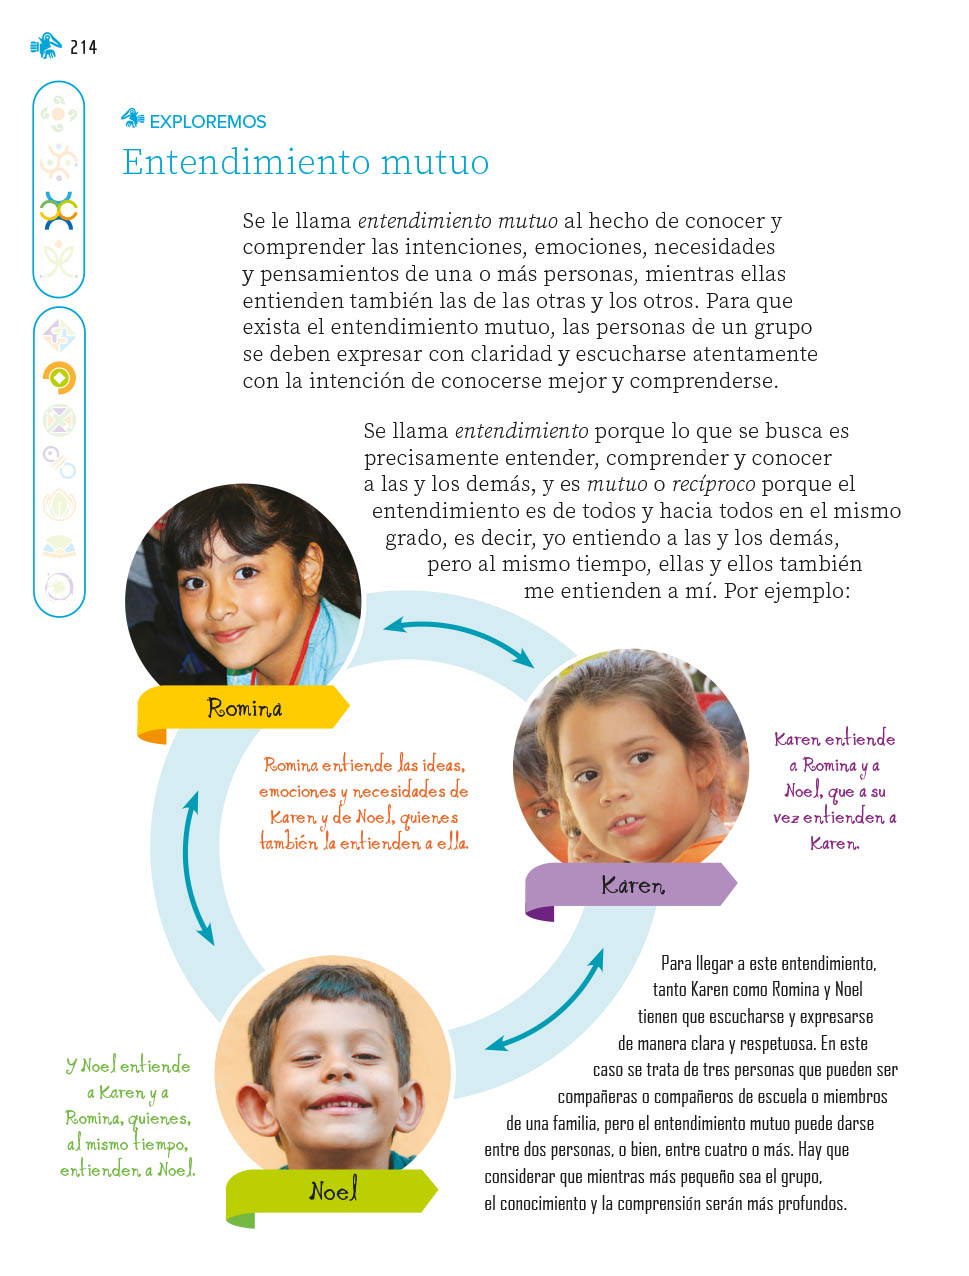 214
EXPLOREMOS
Entendimiento mutuo
Se le llama entendimiento mutuo al hecho de conocer y
comprender las intenciones, emociones, necesidades
y pensamientos de una o más personas, mientras ellas
entienden también las de las otras y los otros. Para que
exista el entendimiento mutuo, las personas de un grupo
se deben expresar con claridad y escucharse atentamente
con la intención de conocerse mejor y comprenderse.
Se llama entendimiento porque lo que se busca es
precisamente entender, comprender y conocer
a las y los demás, y es mutuo o recíproco porque el
entendimiento es de todos y hacia todos en el mismo
grado, es decir, yo entiendo a las y los demás,
pero al mismo tiempo, ellas y ellos también
me entienden a mí. Por ejemplo:
Romina
Romina entiende las ideas,
emociones y necesidades de
Karen y de Noel, quienes
también la entienden a ella.
Karen entiende
a Romina y a
Noel, que a su
vez entienden a
Karen.
Karen
Para llegar a este entendimiento,
tanto Karen como Romina y Noel
tienen que escucharse y expresarse
de manera clara y respetuosa. En este
caso se trata de tres personas que pueden ser
compañeras o compañeros de escuela o miembros
de una familia, pero el entendimiento mutuo puede darse
entre dos personas, o bien, entre cuatro o más. Hay que
considerar que mientras más pequeño sea el grupo,
el conocimiento y la comprensión serán más profundos.
Y Noel entiende
a Karen y a
Romina, quienes,
al mismo tiempo,
entienden a Noel.
Noel